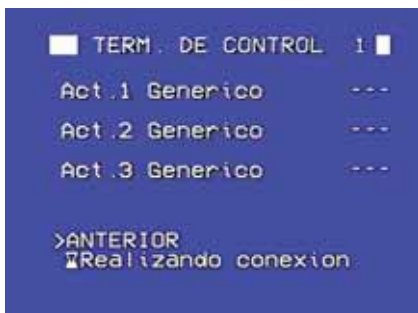 TERM. DE CONTROL 1
Act.1 Generico ---
Act.2 Generico ---
Act.3 Generico ---
>ANTERIOR
Realizando conexion